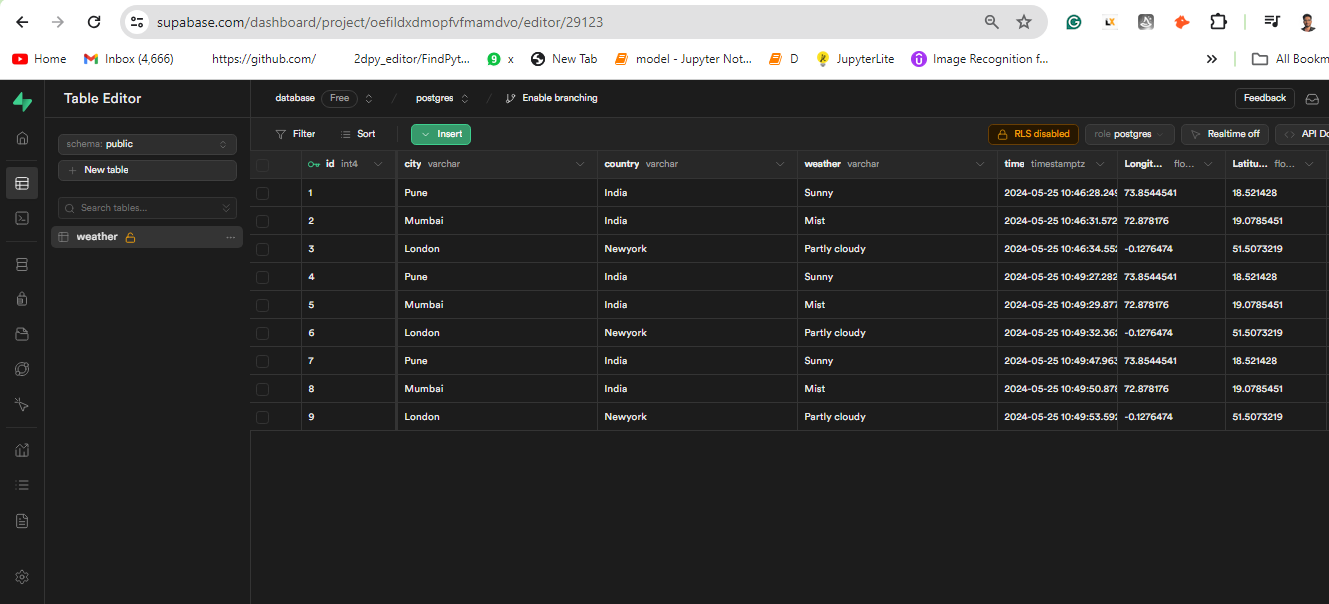 supabase.com/dashboard/project/oefildxdmopfvfmamdvo/editor/29123
Home Inbox (4,666) https://github.com/ 2dpy_editor/FindPyt... 9 x New Tab model - Jupyter Not... D JupyterLite Image Recognition f... » All Bookm
Table Editor database Free / postgres / Enable branching Feedback
schema: public Filter Sort Insert RLS disabled role postgres Realtime off API Do
New table id int4 city varchar country varchar weather varchar time timestamptz Longit... flo... Latitu... flo...
1 Pune India Sunny 2024-05-25 10:46:28.249 73.8544541 18.521428
Search tables...
2 Mumbai India Mist 2024-05-25 10:46:31.572 72.878176 19.0785451
weather ...
3 London Newyork Partly cloudy 2024-05-25 10:46:34.552 -0.1276474 51.5073219
4 Pune India Sunny 2024-05-25 10:49:27.282 73.8544541 18.521428
5 Mumbai India Mist 2024-05-25 10:49:29.877 72.878176 19.0785451
6 London Newyork Partly cloudy 2024-05-25 10:49:32.362 -0.1276474 51.5073219
7 Pune India Sunny 2024-05-25 10:49:47.963 73.8544541 18.521428
8 Mumbai India Mist 2024-05-25 10:49:50.878 72.878176 19.0785451
9 London Newyork Partly cloudy 2024-05-25 10:49:53.592 -0.1276474 51.5073219